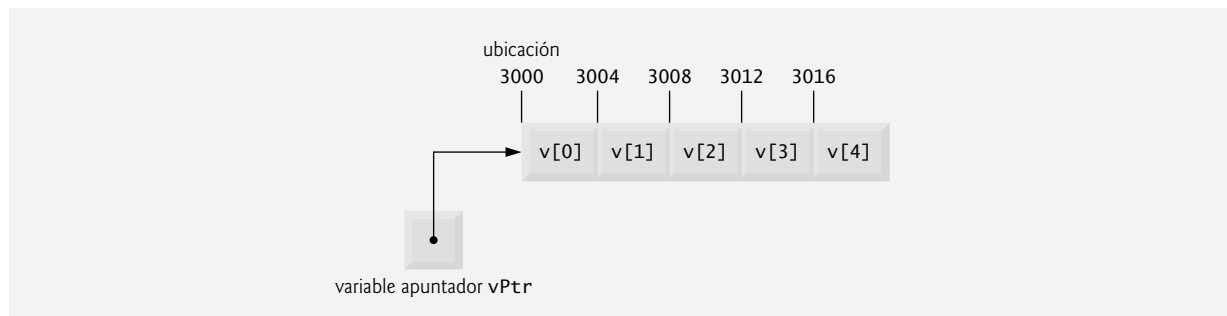 ubicación
3000 3004 3008 3012 3016
v[0] v[1] v[2] v[3] v[4]
variable apuntador vPtr